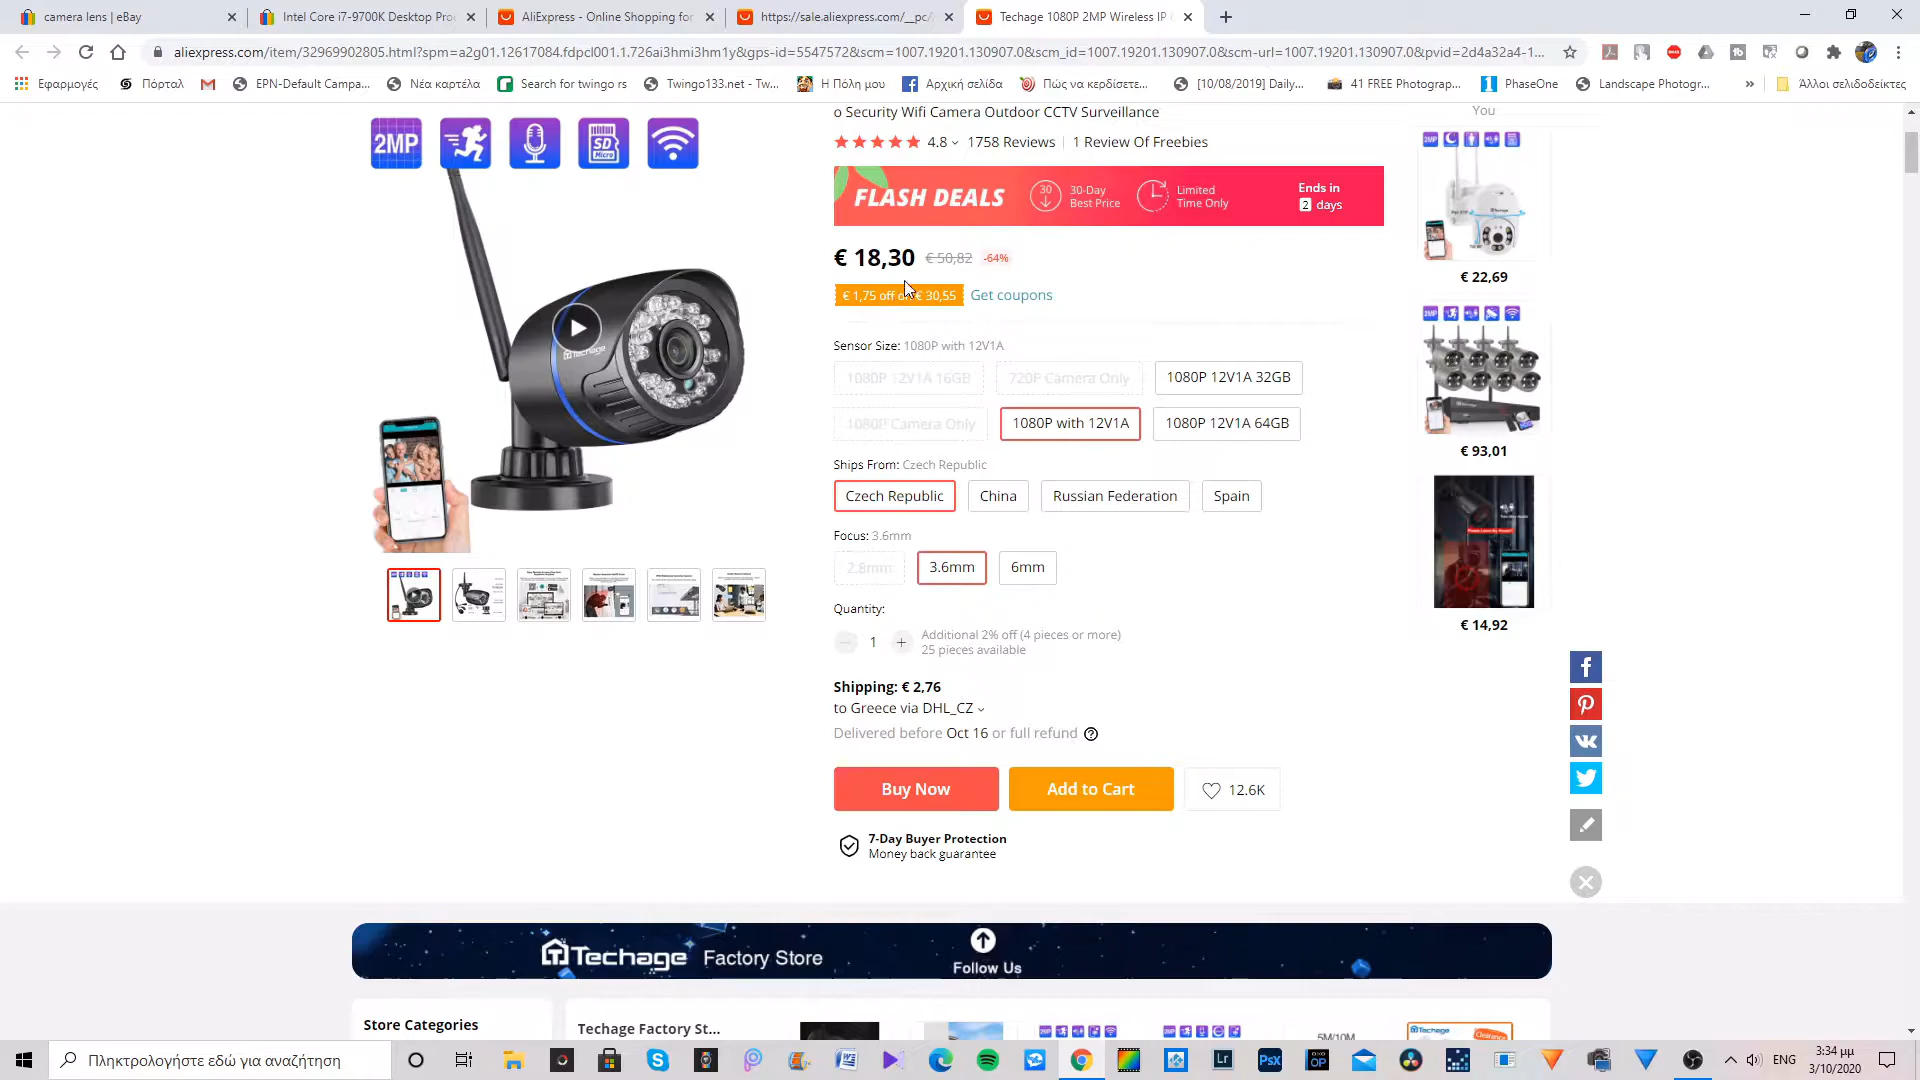 camera lens | eBay
Intel Core i7-9700K Desktop Pro
AliExpress - Online Shopping for
https://sale.aliexpress.com/__pc/
Techage 1080P 2MP Wireless IP
aliexpress.com/item/32969902805.html?spm=a2g01.12617084.fdpcl001.1.726ai3hmi3hm1y&gps-id=5547572&scm=1007.19201.130907.0&scm_id=1007.19201.130907.0&scm-url=1007.19201.130907.0&pvid=2d4a32a4-1...
Εφαρμογές
Πόρταλ
EPN-Default Campa...
Νέα καρτέλα
Search for twingo rs
Twingo133.net - Tw...
Η Πόλη μου
Αρχική σελίδα
Πώς να κερδίσετε...
[10/08/2019] Daily...
41 FREE Photograp...
PhaseOne
Landscape Photogr...
»
Άλλοι σελιδοδείκτες
o Security Wifi Camera Outdoor CCTV Surveillance
You
2MP
SD
Micro
4.8
1758 Reviews
1 Review Of Freebies
FLASH DEALS
30
30-Day
Best Price
Limited
Time Only
Ends in
2 days
€ 18,30
€ 50,82
-64%
€ 1,75 off
€ 30,55
Get coupons
€ 22,69
Sensor Size: 1080P with 12V1A
1080P 12V1A 16GB
720P Camera Only
1080P 12V1A 32GB
1080P Camera Only
1080P with 12V1A
1080P 12V1A 64GB
€ 93,01
Ships From: Czech Republic
Czech Republic
China
Russian Federation
Spain
Focus: 3.6mm
2.8mm
3.6mm
6mm
Quantity:
1
Additional 2% off (4 pieces or more)
25 pieces available
€ 14,92
Shipping: € 2,76
to Greece via DHL_CZ
Delivered before Oct 16 or full refund
Buy Now
Add to Cart
12.6K
7-Day Buyer Protection
Money back guarantee
Techage Factory Store
Follow Us
Store Categories
Techage Factory St...
Πληκτρολογήστε εδώ για αναζήτηση
Lr
Psx
OP
ENG
3:34 μμ
3/10/2020